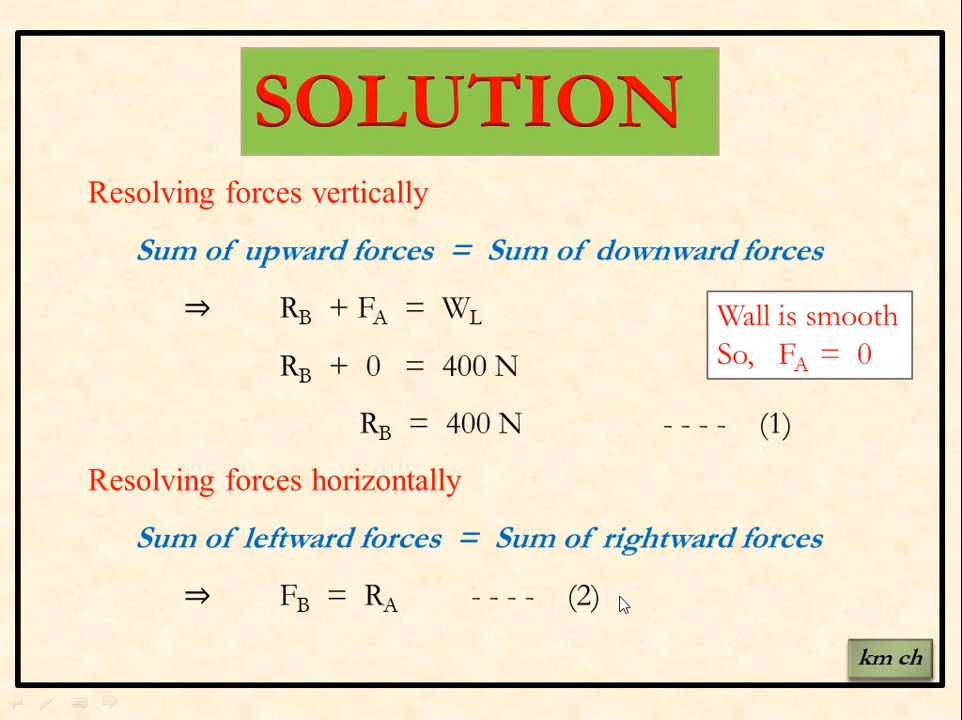 SOLUTION
Resolving forces vertically
Sum of upward forces = Sum of downward forces
⇒ R_B + F_A = W_L
Wall is smooth
So, F_A = 0
R_B + 0 = 400 N
R_B = 400 N - - - - (1)
Resolving forces horizontally
Sum of leftward forces = Sum of rightward forces
⇒ F_B = R_A - - - - (2)
km ch